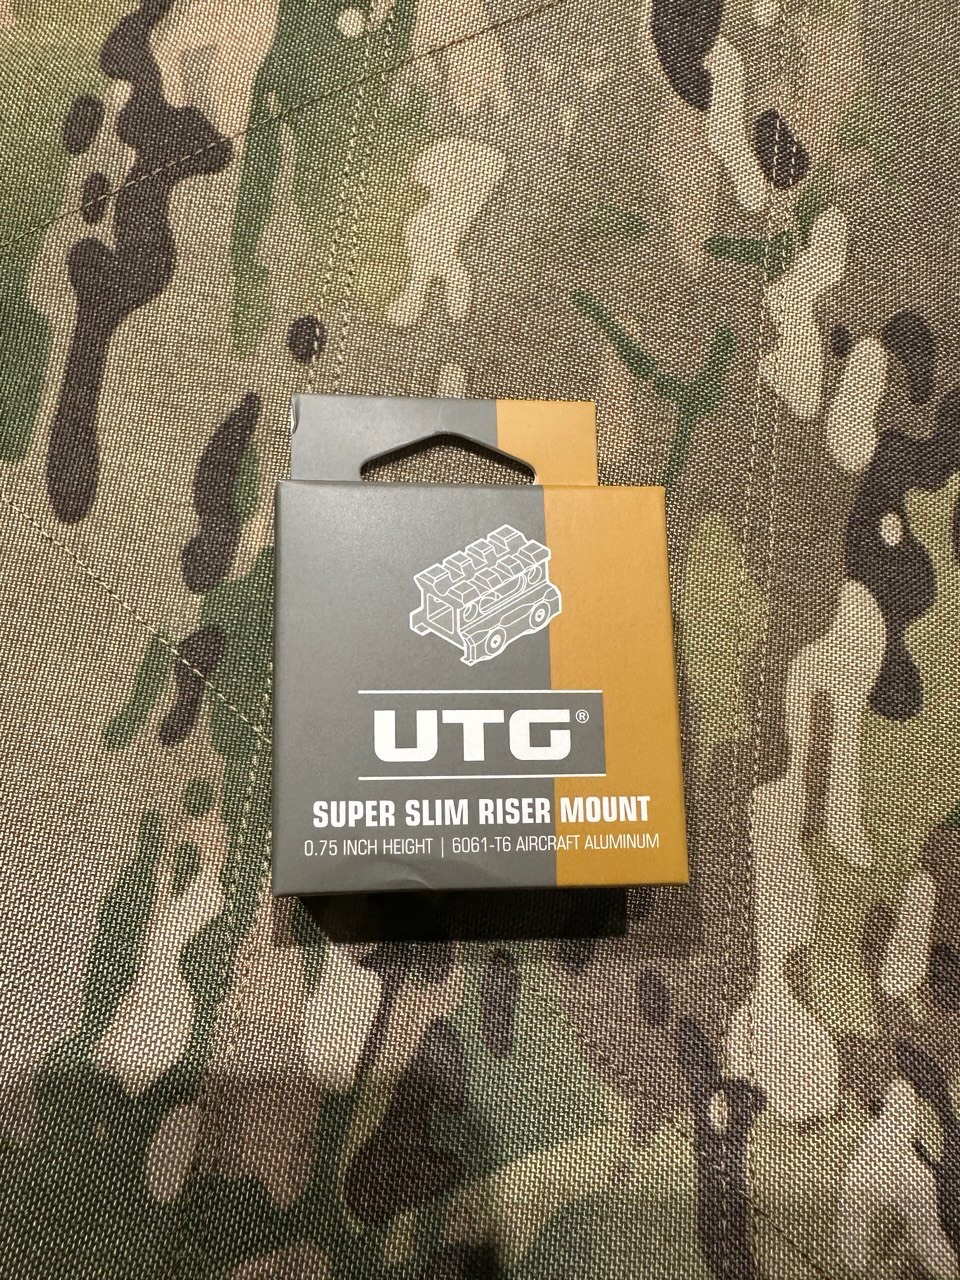 UTG®
SUPER SLIM RISER MOUNT
0.75 INCH HEIGHT | 6061-T6 AIRCRAFT ALUMINUM